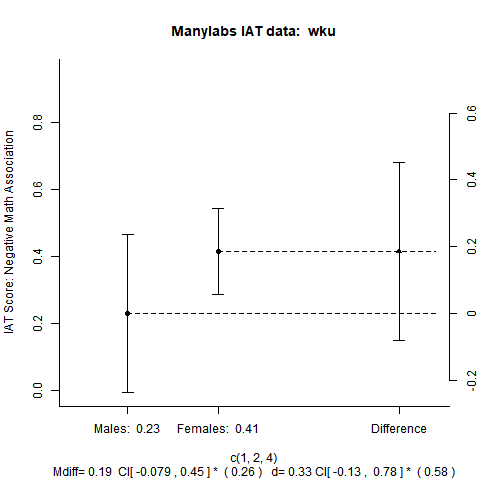 Manylabs IAT data:  wku
IAT Score: Negative Math Association
0.8
0.6
0.4
0.2
0.0
0.6
0.4
0.2
0
-0.2
Males:  0.23
Females:  0.41
Difference
c(1, 2, 4)
Mdiff= 0.19  CI[ -0.079 , 0.45 ] *  ( 0.26 )   d= 0.33 CI[ -0.13 ,  0.78 ] *  ( 0.58 )